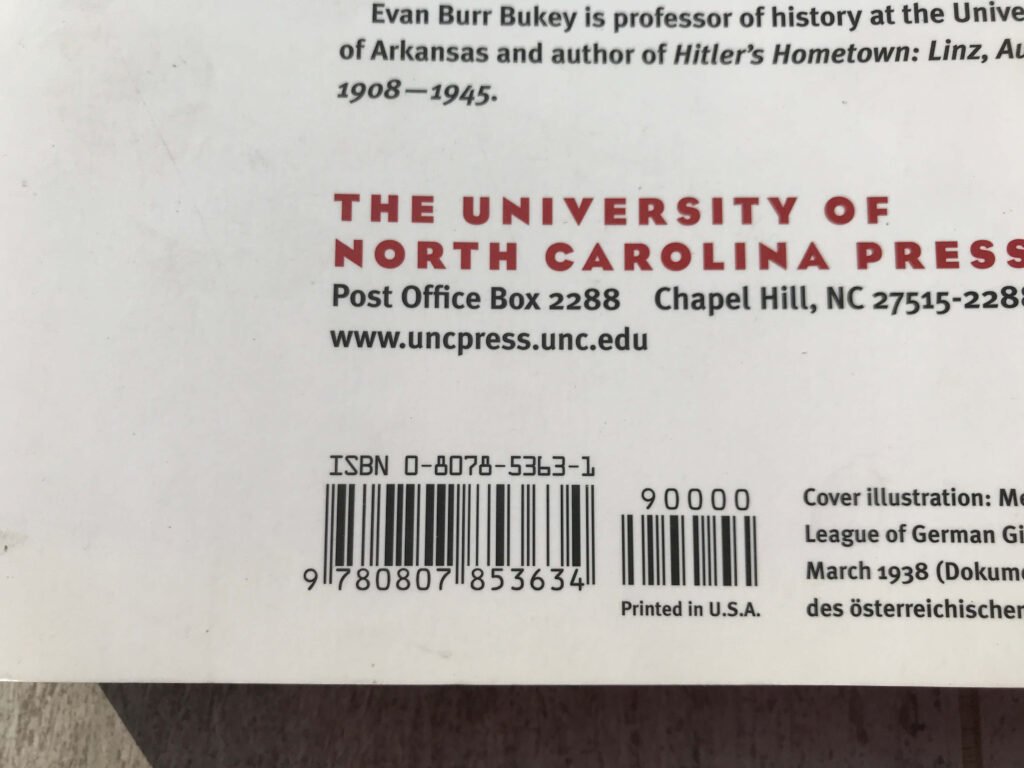 Evan Burr Bukey is professor of history at the Unive
of Arkansas and author of Hitler's Hometown: Linz, Au
1908—1945.
THE UNIVERSITY OF
NORTH CAROLINA PRESS
Post Office Box 2288 Chapel Hill, NC 27515-2288
www.uncpress.unc.edu
ISBN 0-8078-5363-1
9 780807 853634
90000
Printed in U.S.A.
Cover illustration: Me
League of German Gi
March 1938 (Dokume
des österreichischen